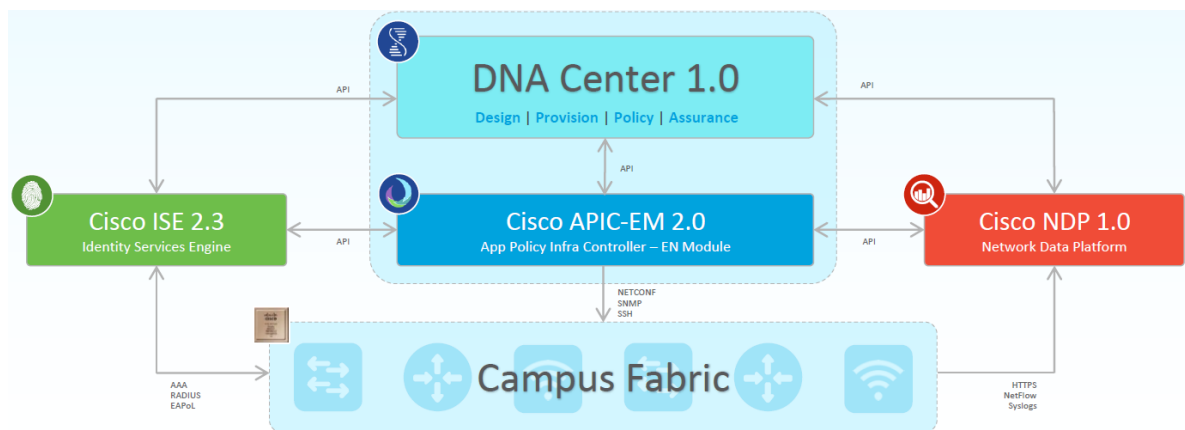 DNA Center 1.0
Design | Provision | Policy | Assurance
API
API
API
Cisco ISE 2.3
Identity Services Engine
API
Cisco APIC-EM 2.0
App Policy Infra Controller – EN Module
API
Cisco NDP 1.0
Network Data Platform
NETCONF
SNMP
SSH
Campus Fabric
AAA
RADIUS
EAPoL
HTTPS
NetFlow
Syslogs